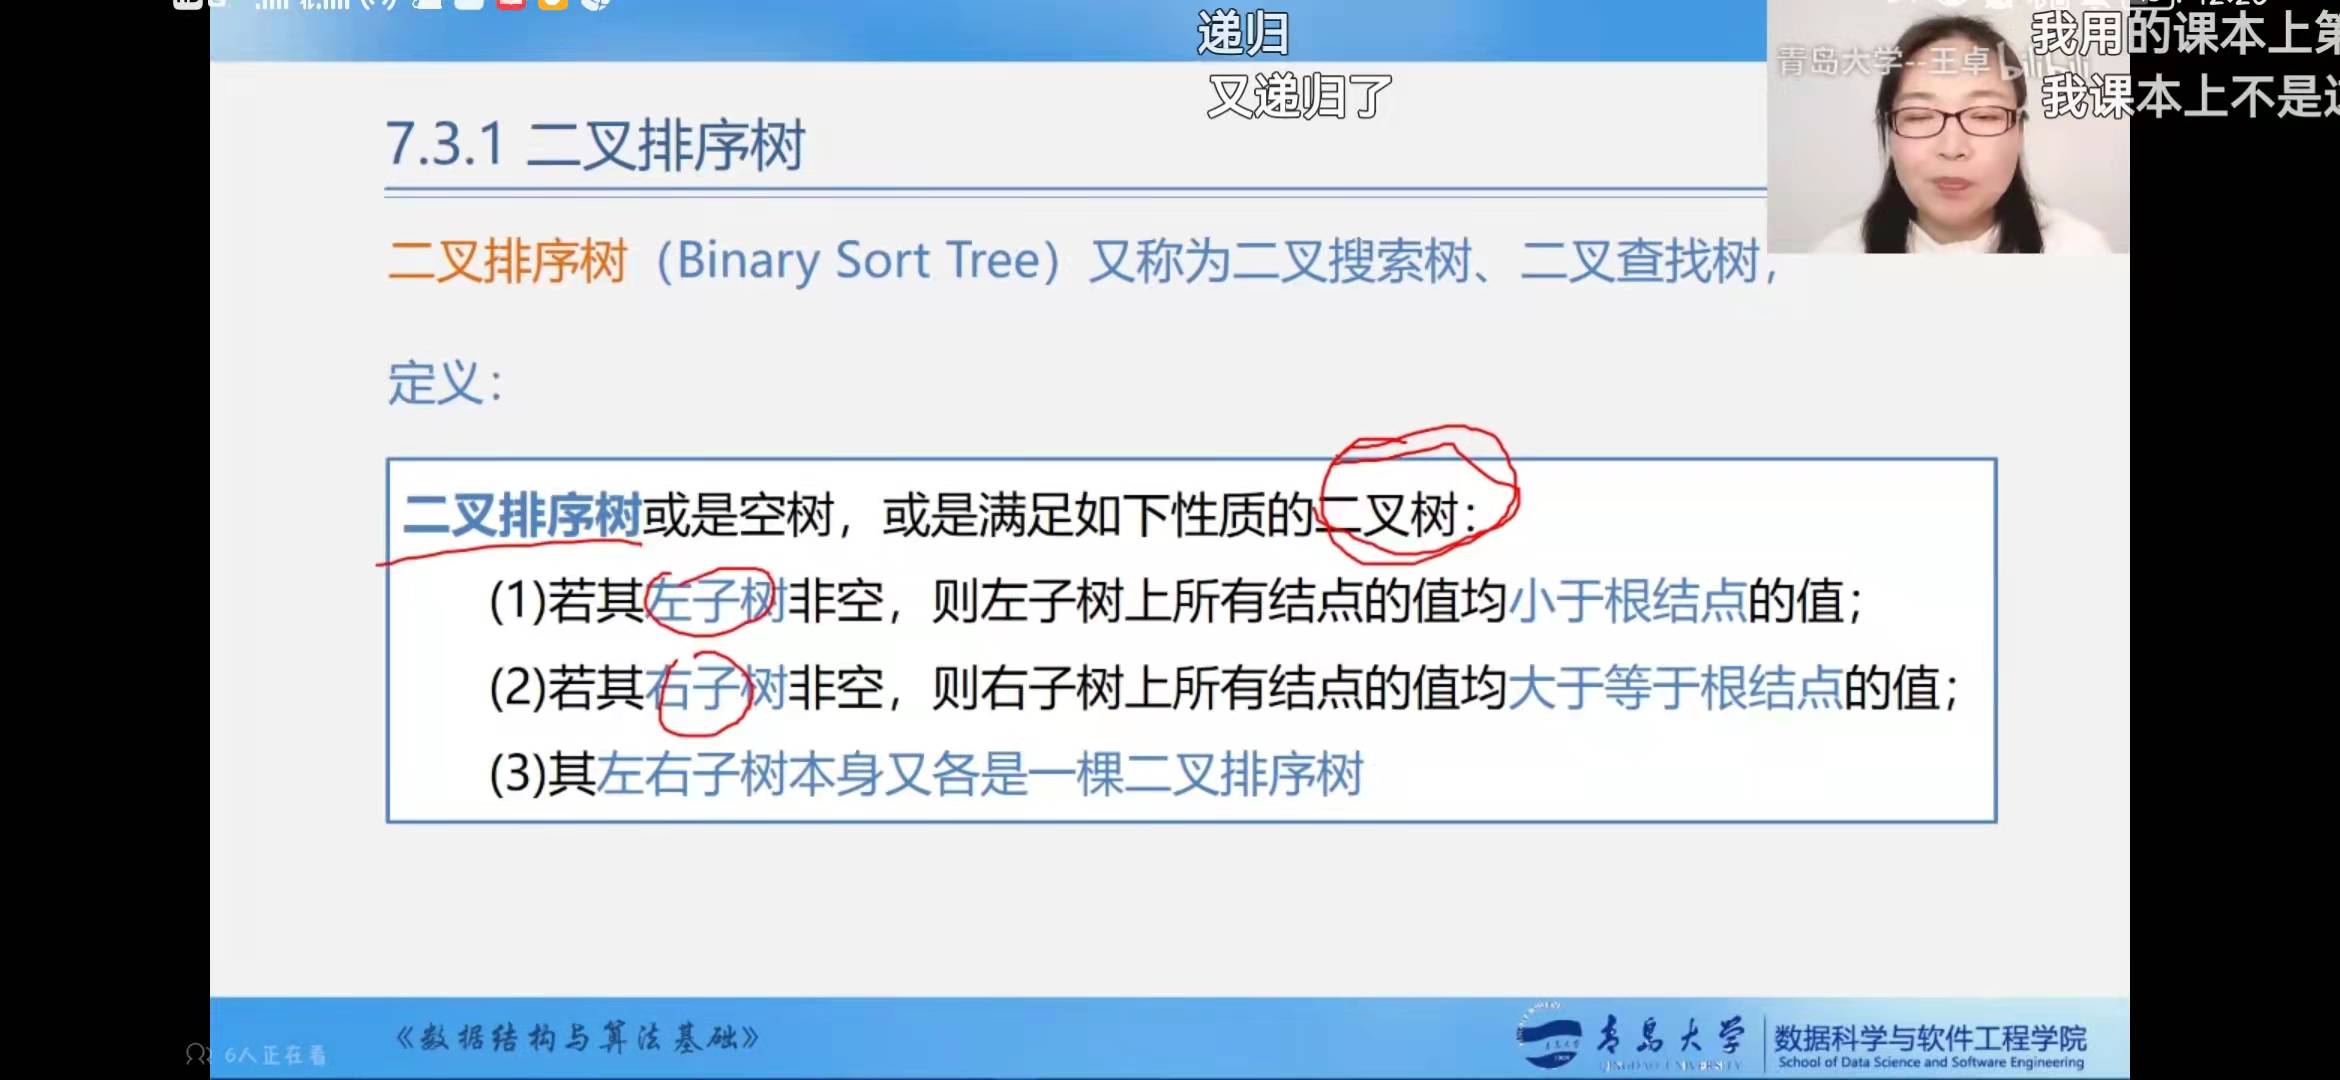 递归
我用的课本上第
青岛大学--王卓 bilibili
又递归了
我课本上不是这
7.3.1 二叉排序树
二叉排序树（Binary Sort Tree）又称为二叉搜索树、二叉查找树，
定义：
二叉排序树或是空树，或是满足如下性质的二叉树：
(1)若其左子树非空，则左子树上所有结点的值均小于根结点的值；
(2)若其右子树非空，则右子树上所有结点的值均大于等于根结点的值；
(3)其左右子树本身又各是一棵二叉排序树
《数据结构与算法基础》
6人正在看
青岛大学
QINGDAO UNIVERSITY
数据科学与软件工程学院
School of Data Science and Software Engineering